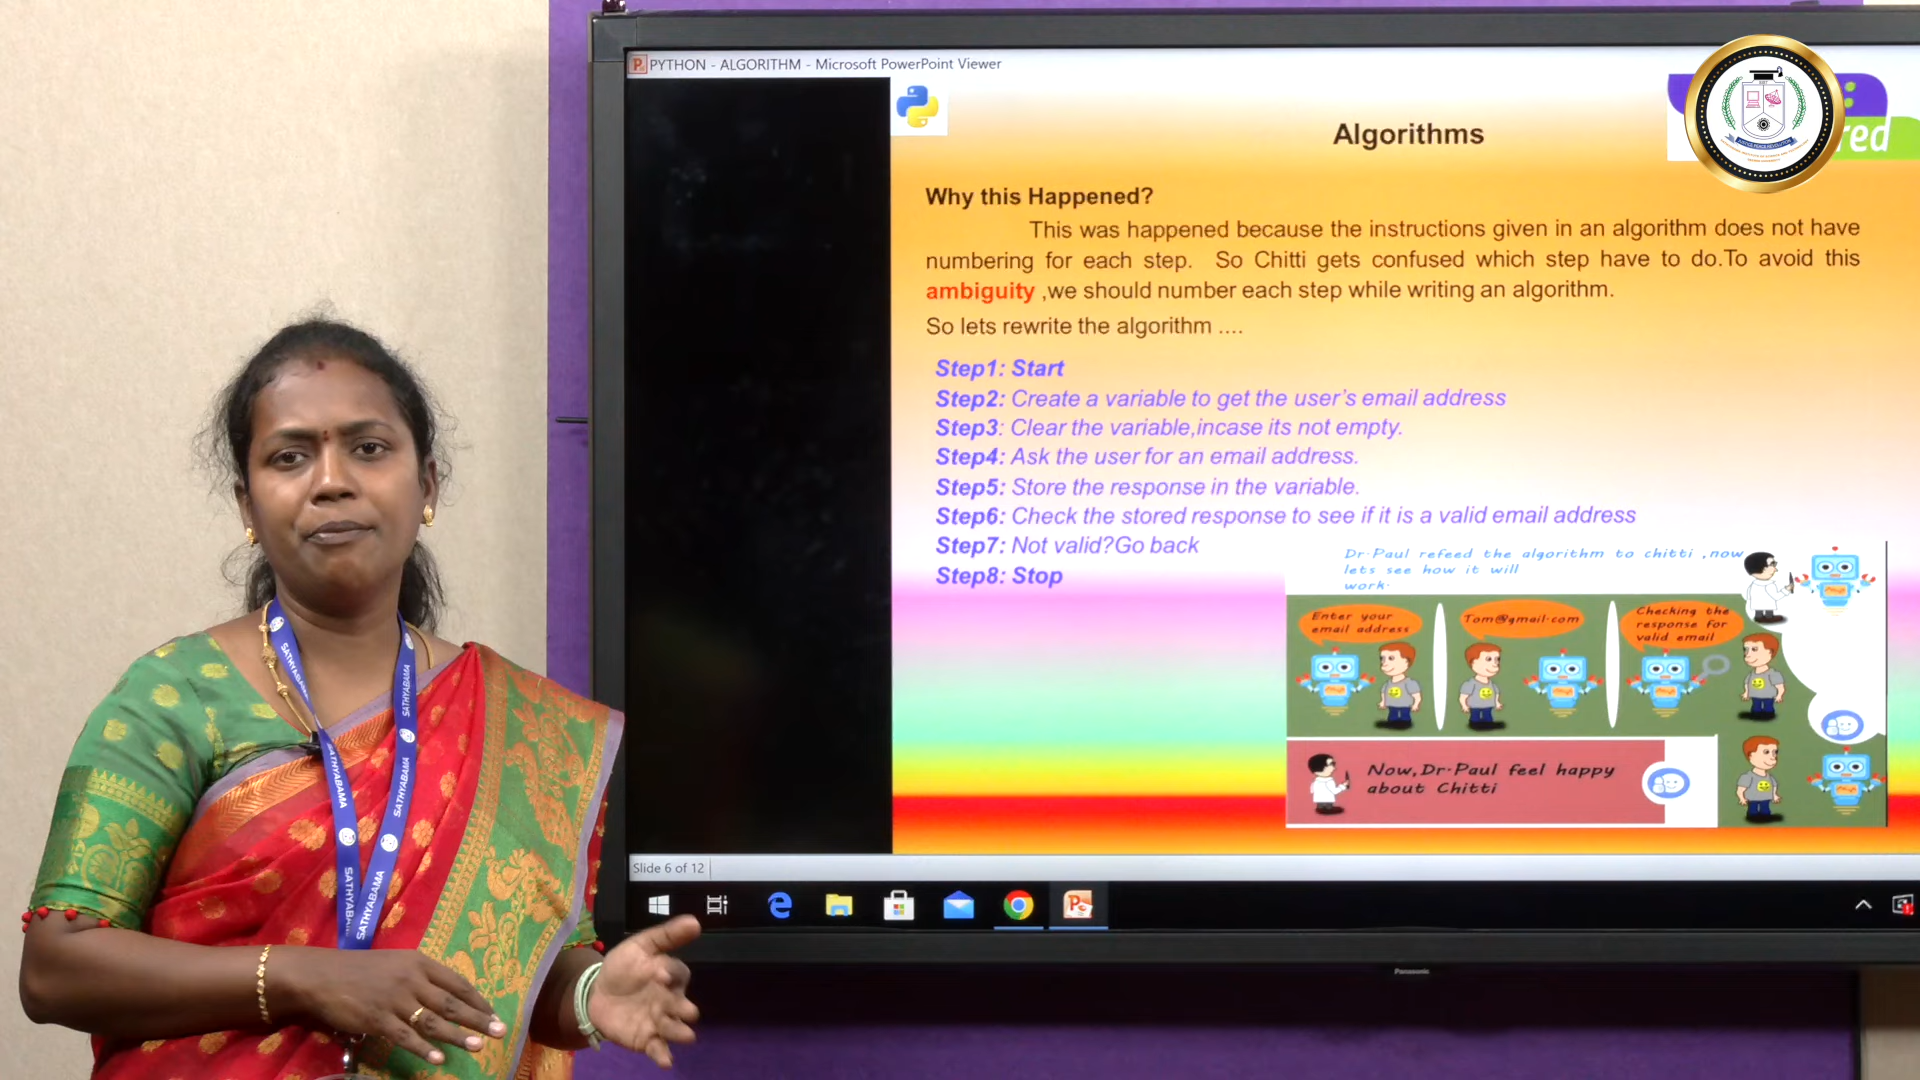 PYTHON - ALGORITHM - Microsoft PowerPoint Viewer
Algorithms
red
Why this Happened?
This was happened because the instructions given in an algorithm does not have
numbering for each step. So Chitti gets confused which step have to do.To avoid this
ambiguity ,we should number each step while writing an algorithm.
So lets rewrite the algorithm ....
Step1: Start
Step2: Create a variable to get the user's email address
Step3: Clear the variable,incase its not empty.
Step4: Ask the user for an email address.
Step5: Store the response in the variable.
Step6: Check the stored response to see if it is a valid email address
Step7: Not valid?Go back
Step8: Stop
Dr.Paul refeed the algorithm to chitti ,now
lets see how it will
work.
Enter your
email address
Tom@gmail.com
Checking the
response for
valid email
Now,Dr.Paul feel happy
about Chitti
Slide 6 of 12
Panasonic
SATHYABAMA
SATHYABAMA
SATHYABAMA
SATHYABAMA
SATHYABAMA